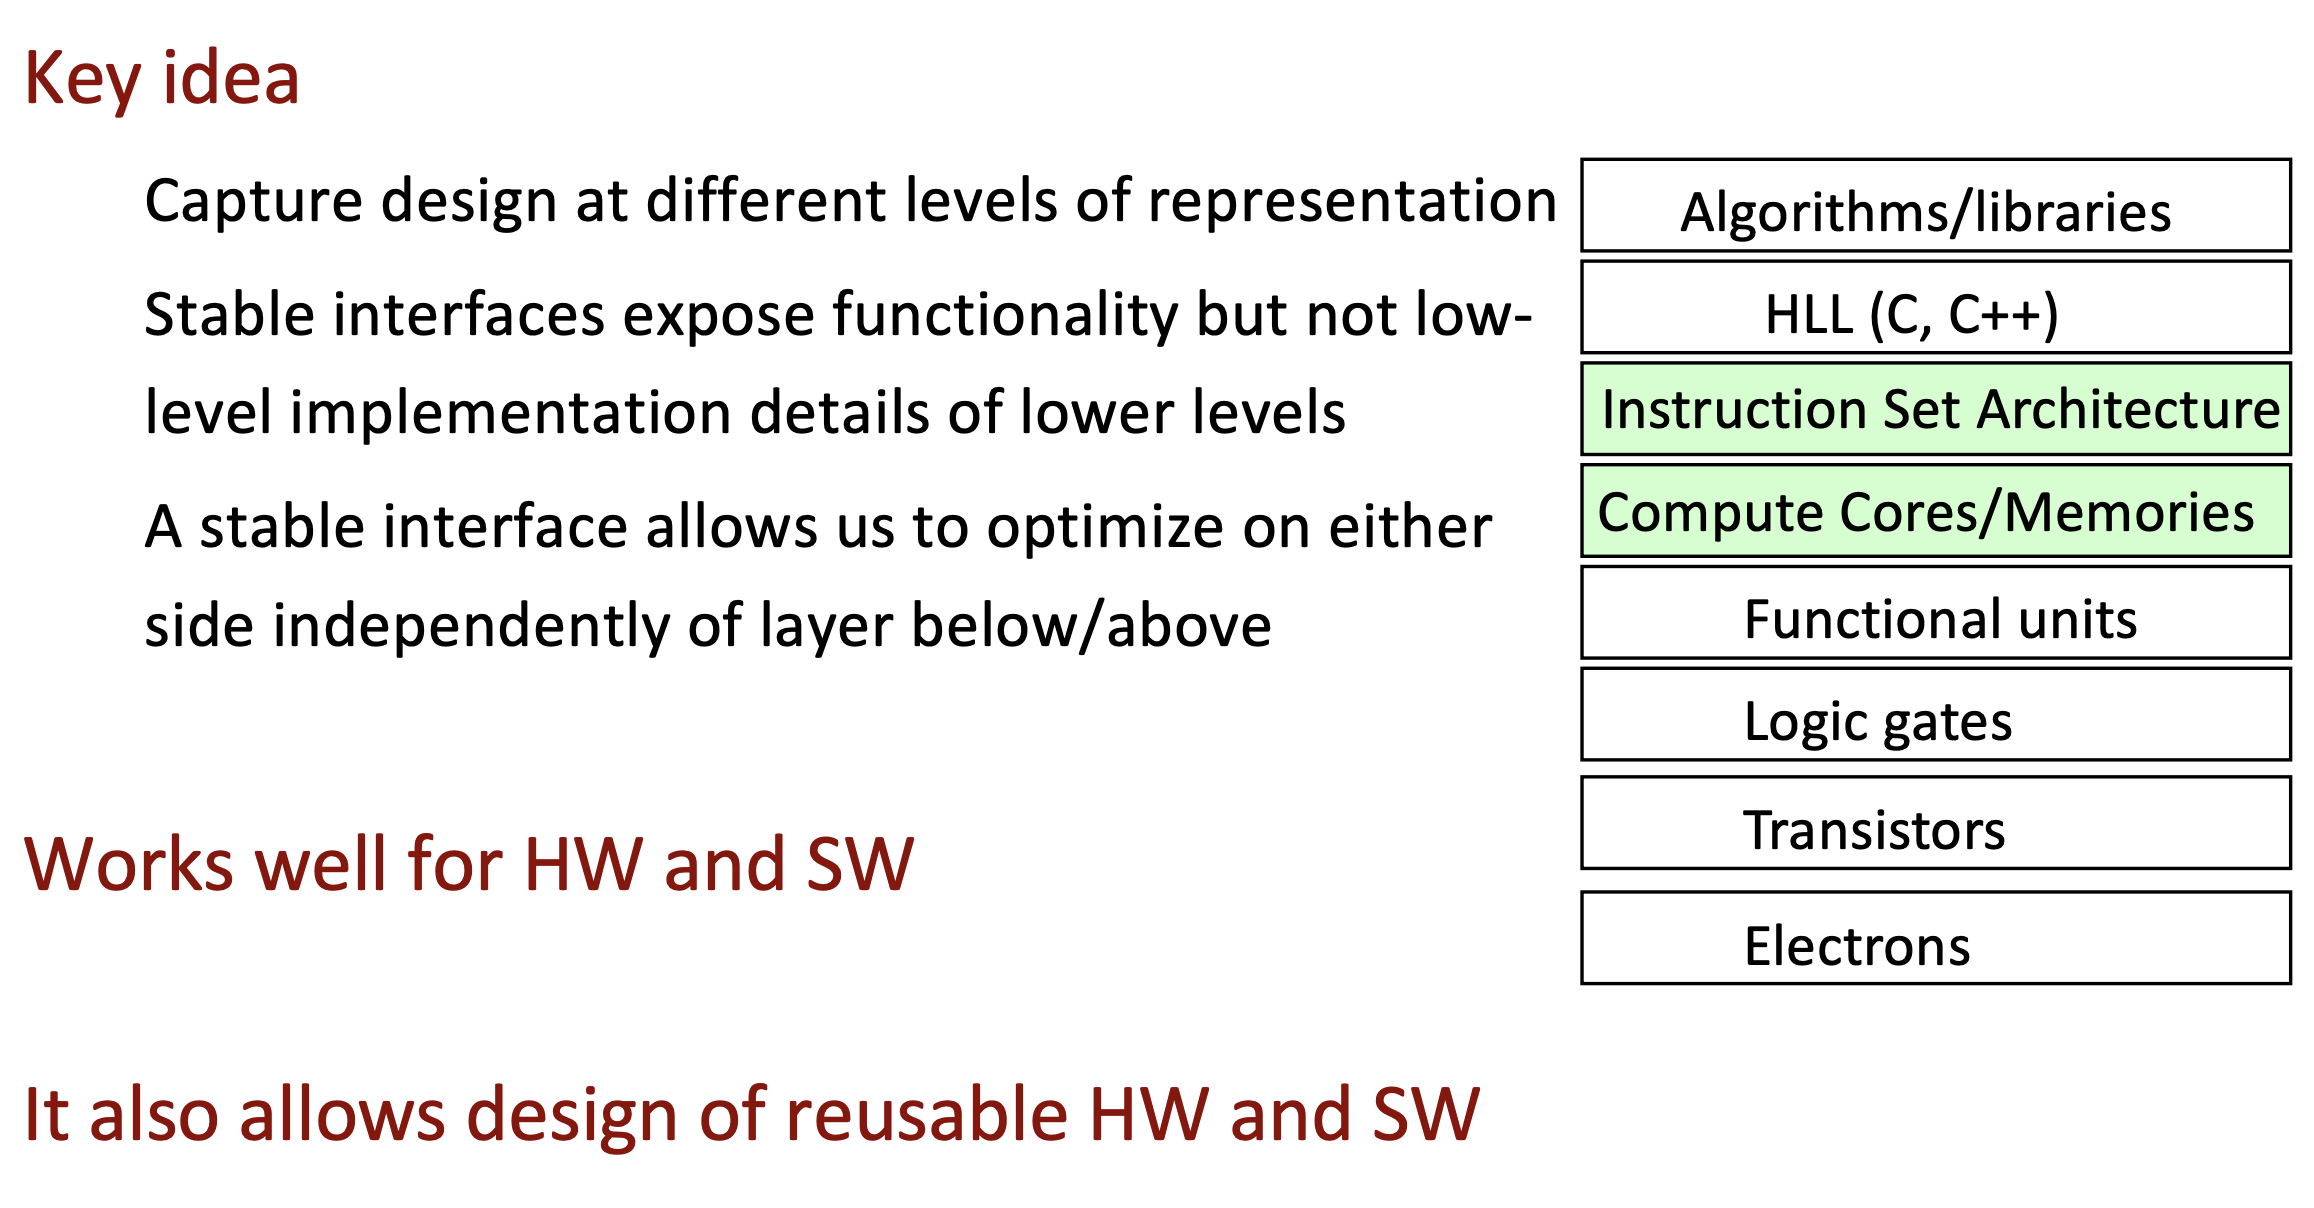 Key idea
Capture design at different levels of representation
Stable interfaces expose functionality but not low-
level implementation details of lower levels
A stable interface allows us to optimize on either
side independently of layer below/above
Works well for HW and SW
It also allows design of reusable HW and SW
Algorithms/libraries
HLL (C, C++)
Instruction Set Architecture
Compute Cores/Memories
Functional units
Logic gates
Transistors
Electrons